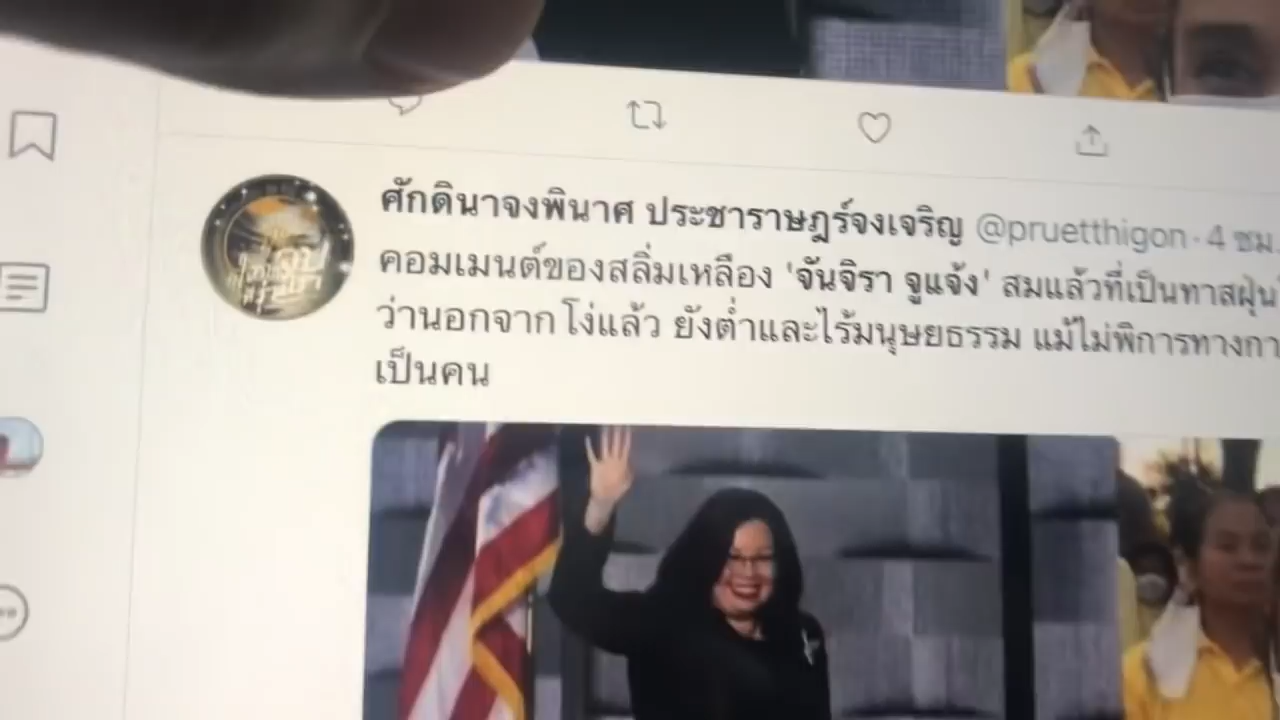 ศักดินาจงพินาศ ประชาราษฎร์จงเจริญ @pruetthigon · 4 ชม.
คอมเมนต์ของสลิ่มเหลือง 'จันจิรา จูแจ้ง' สมแล้วที่เป็นทาสฝุ่น
ว่านอกจากโง่แล้ว ยังต่ำและไร้มนุษยธรรม แม้ไม่พิการทางกา
เป็นคน